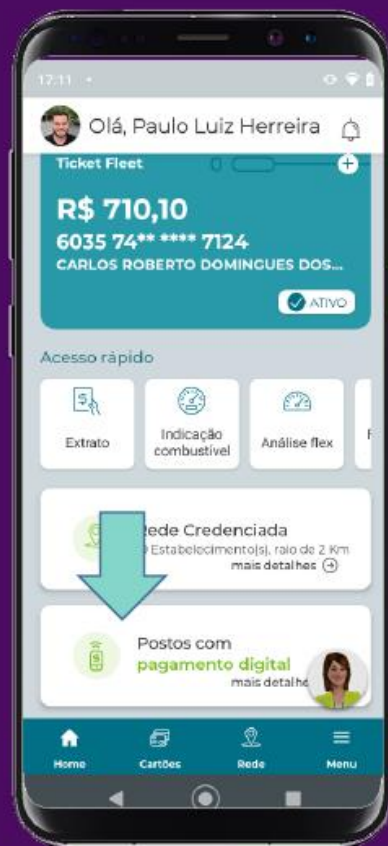 17:11
Olá, Paulo Luiz Herreira
Ticket Fleet
R$ 710,10
6035 74** **** 7124
CARLOS ROBERTO DOMINGUES DOS...
ATIVO
Acesso rápido
Extrato
Indicação
combustível
Análise flex
Rede Credenciada
Estabelecimento(s), raio de 2 Km
mais detalhes
Postos com
pagamento digital
mais detalhe
Home
Cartões
Rede
Menu